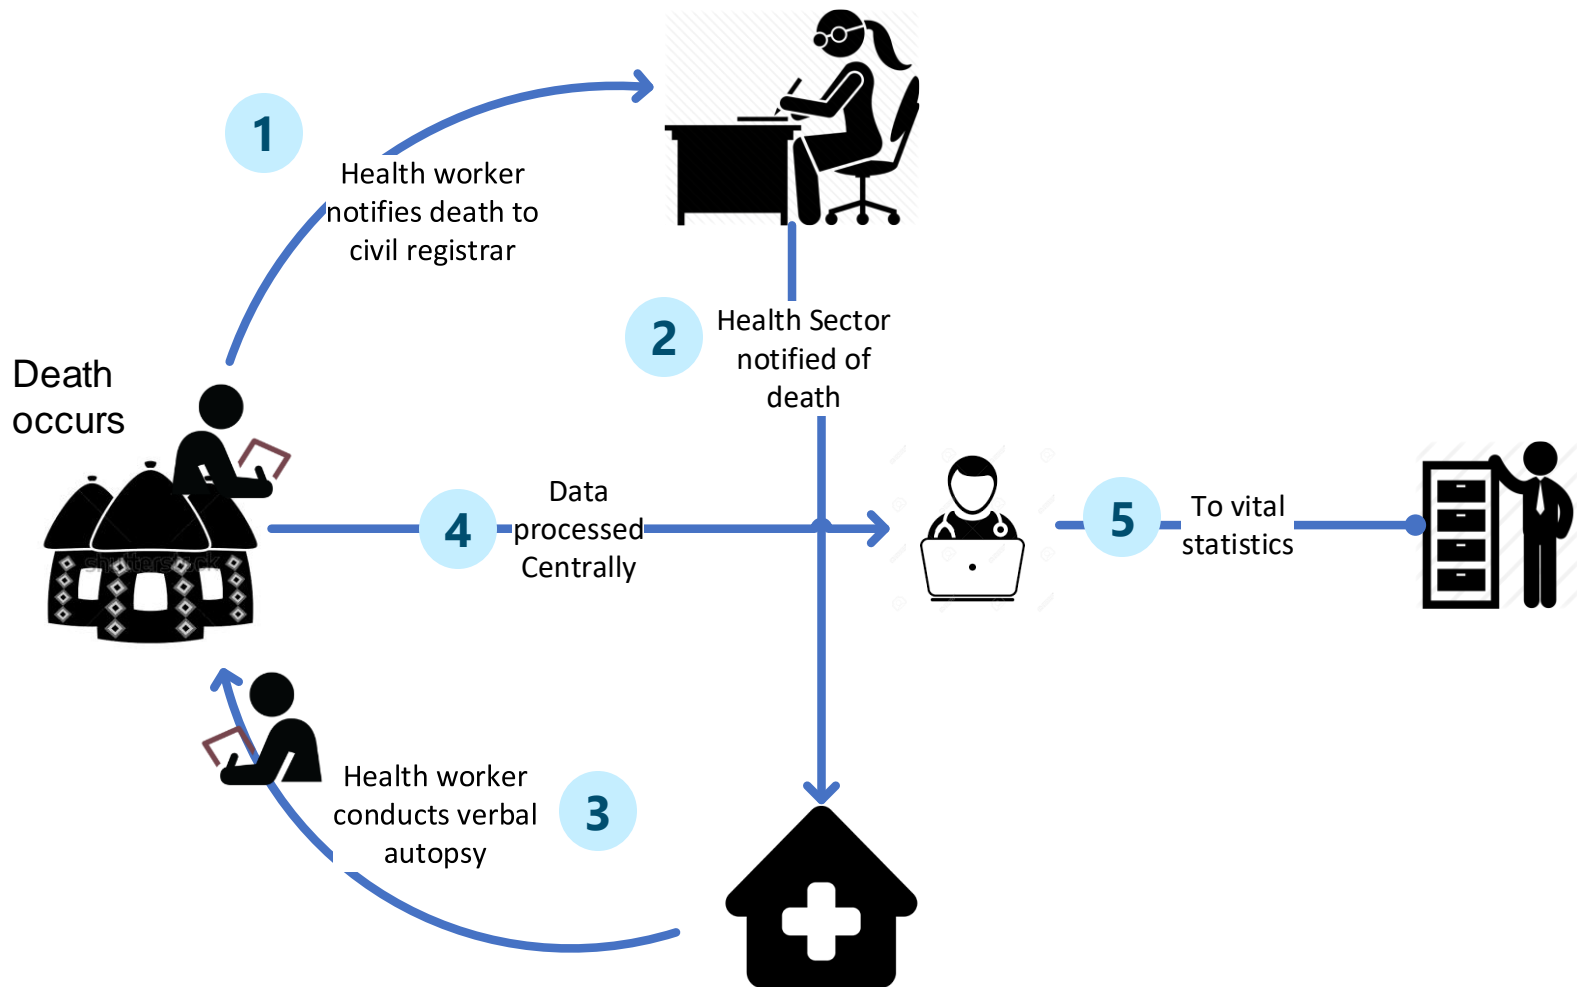 1
Health worker
notifies death to
civil registrar
2
Health Sector
notified of
death
Death
occurs
4
Data
processed
Centrally
5
To vital
statistics
shutterstock
Health worker
conducts verbal
autopsy
3